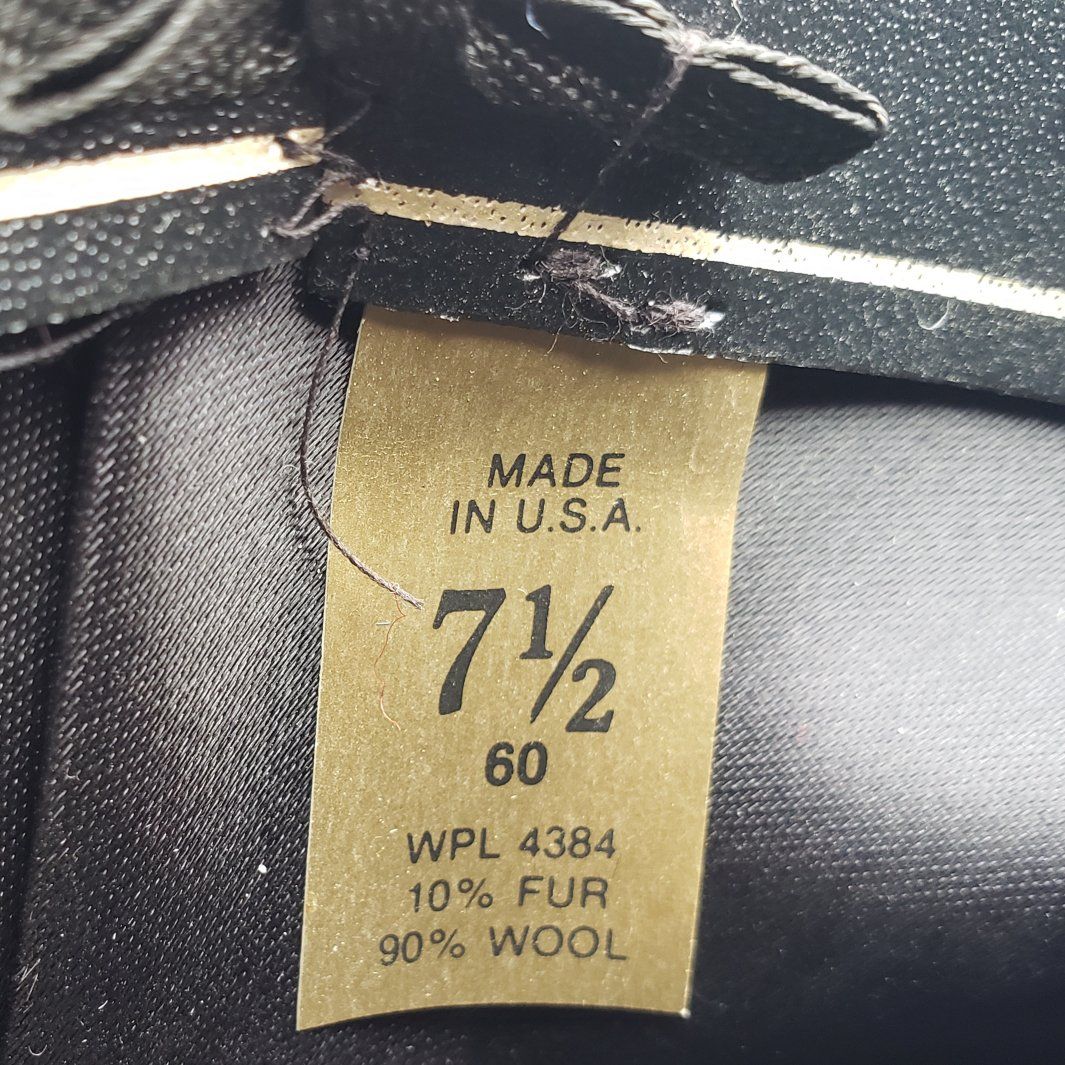 MADE
IN U.S.A.
7½
60
WPL 4384
10% FUR
90% WOOL